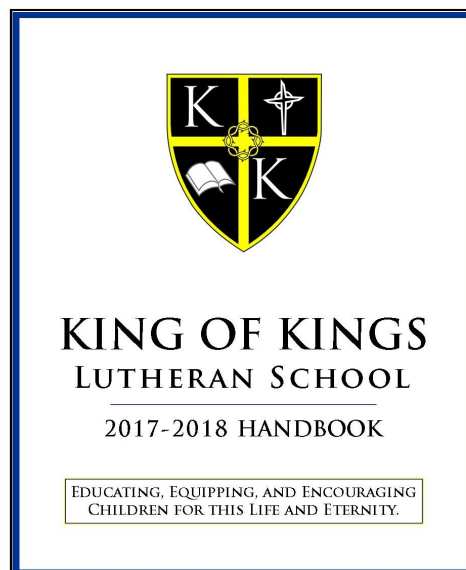 K
K
KING OF KINGS
LUTHERAN SCHOOL
2017-2018 HANDBOOK
EDUCATING, EQUIPPING, AND ENCOURAGING
CHILDREN FOR THIS LIFE AND ETERNITY.